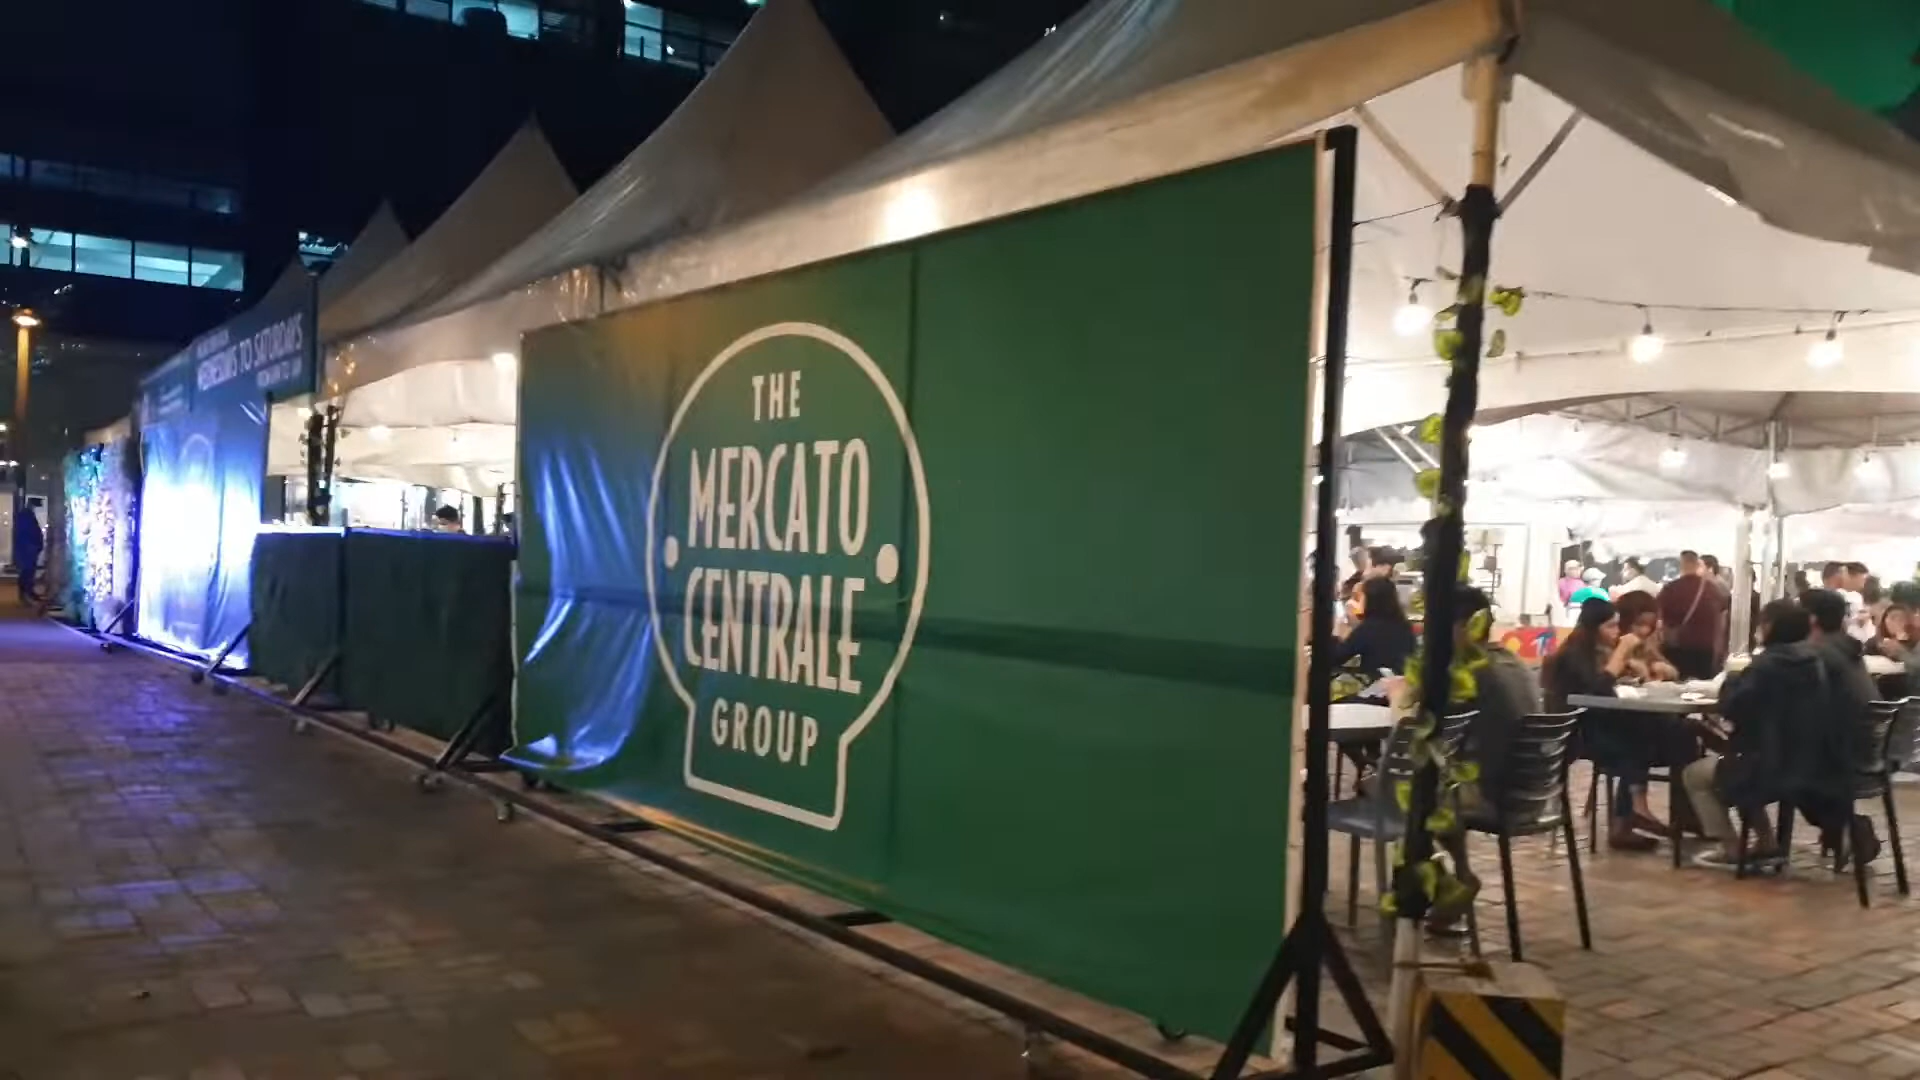 WEDNESDAYS TO SATURDAYS
THE
MERCATO
CENTRALE
GROUP